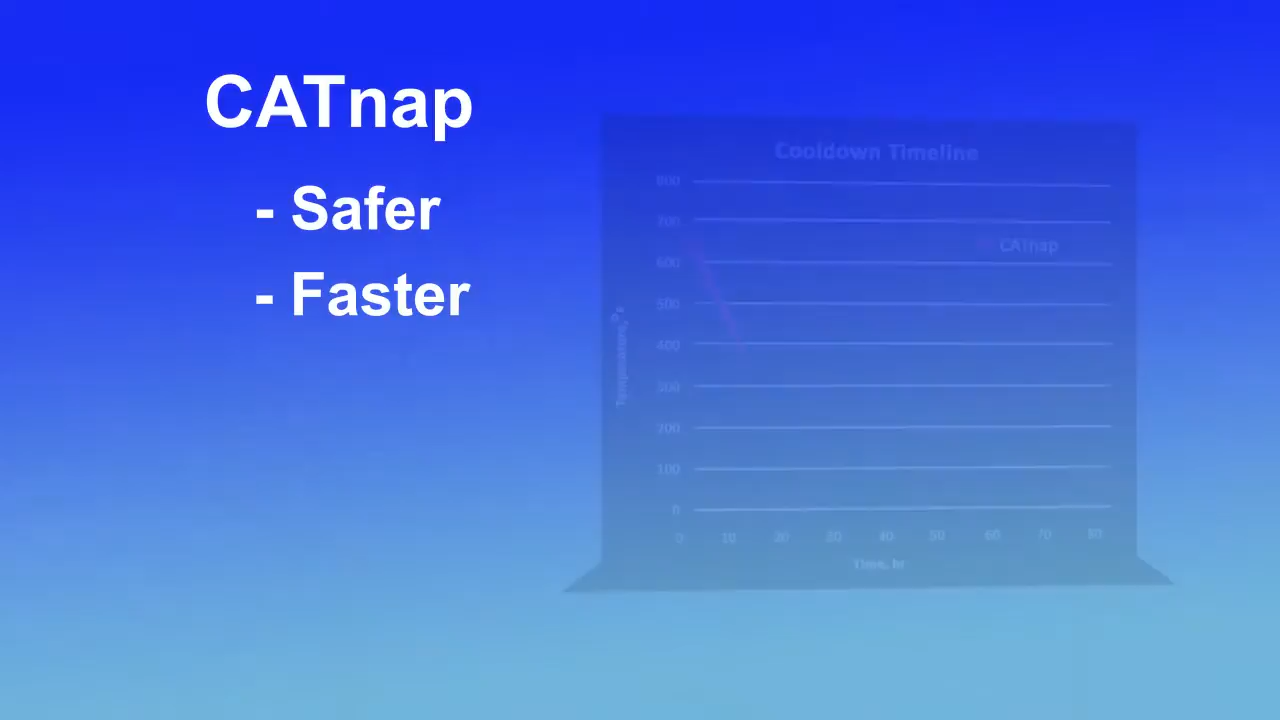 CATnap
- Safer
- Faster
Cooldown Timeline
800
700
CATnap
600
500
Temperature, °F
400
300
200
100
0
0 10 20 30 40 50 60 70 80
Time, hr